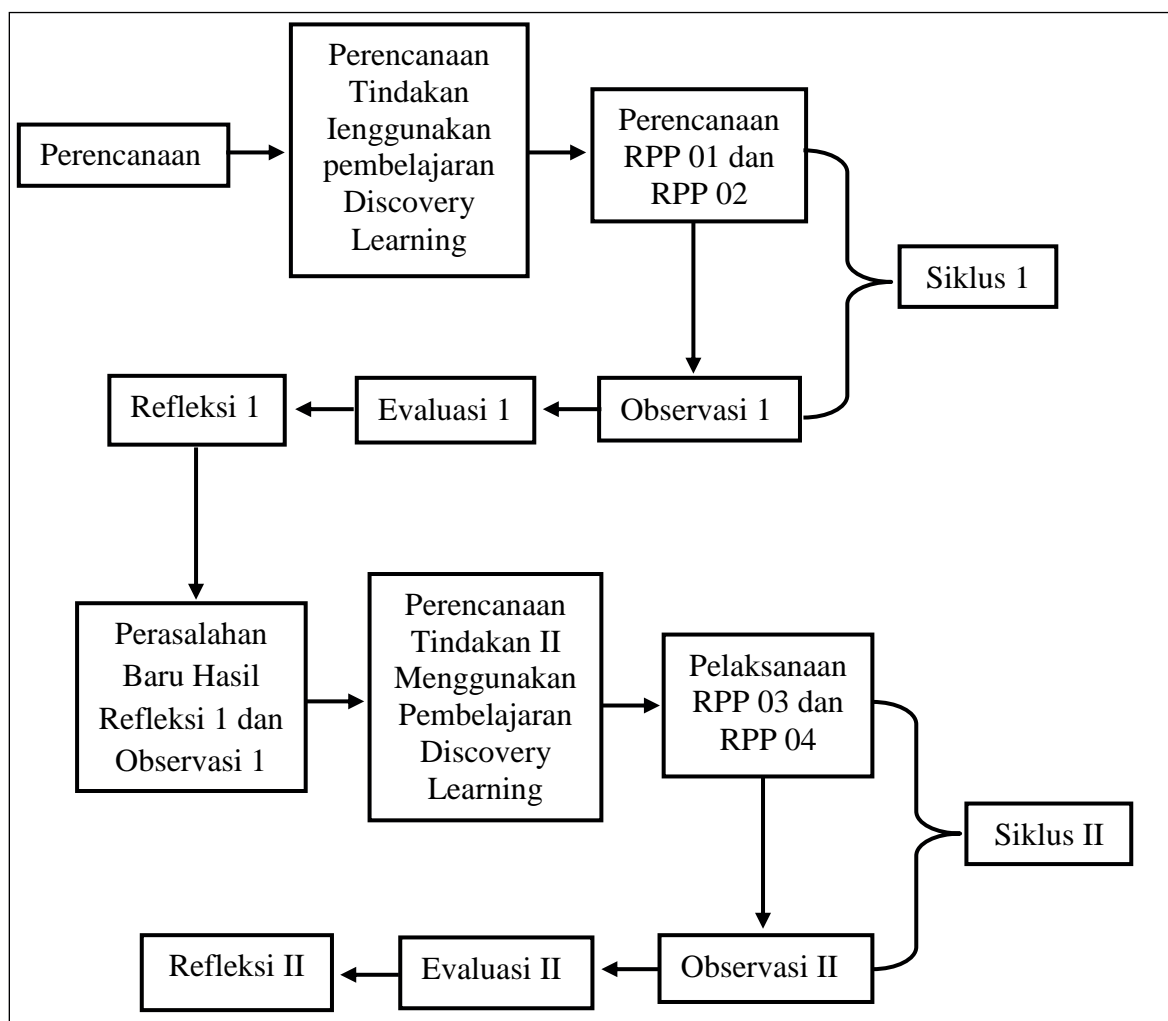 Perencanaan
Perencanaan
Tindakan
Ienggunakan
pembelajaran
Discovery
Learning
Perencanaan
RPP 01 dan
RPP 02
Siklus 1
Refleksi 1
Evaluasi 1
Observasi 1
Perasalahan
Baru Hasil
Refleksi 1 dan
Observasi 1
Perencanaan
Tindakan II
Menggunakan
Pembelajaran
Discovery
Learning
Pelaksanaan
RPP 03 dan
RPP 04
Siklus II
Refleksi II
Evaluasi II
Observasi II